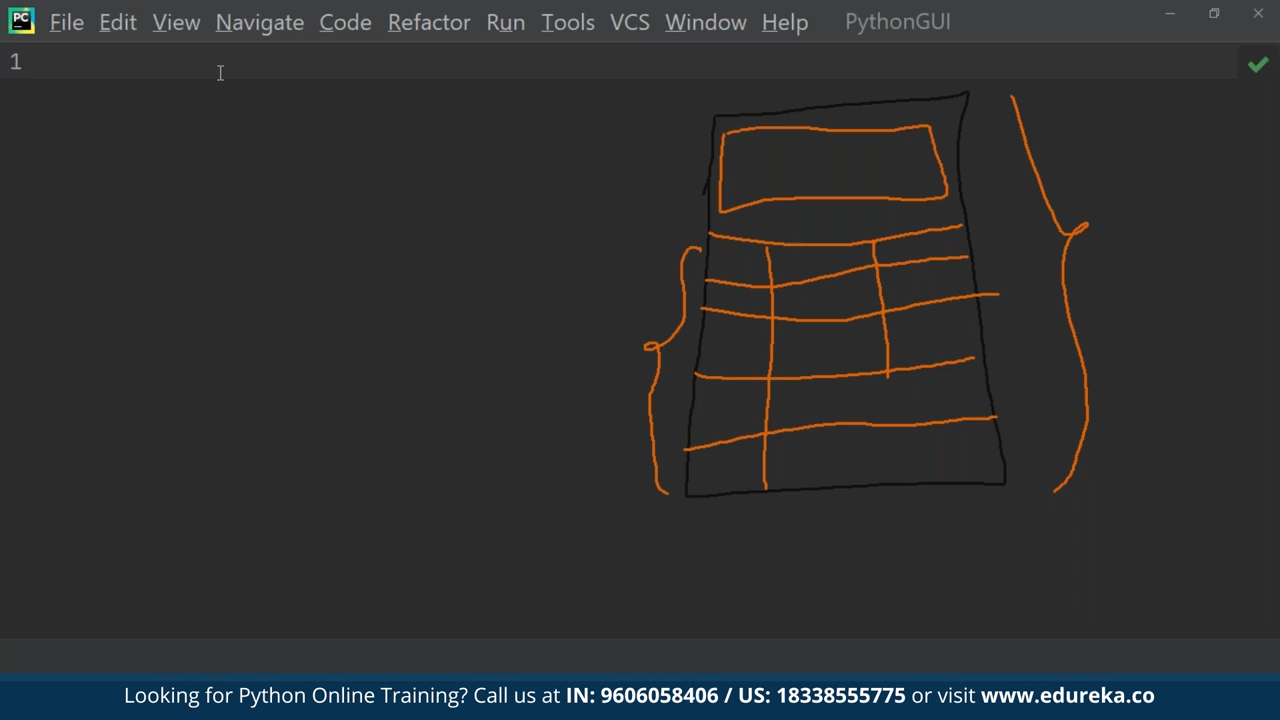 PC File Edit View Navigate Code Refactor Run Tools VCS Window Help PythonGUI
1
Looking for Python Online Training? Call us at IN: 9606058406 / US: 18338555775 or visit www.edureka.co